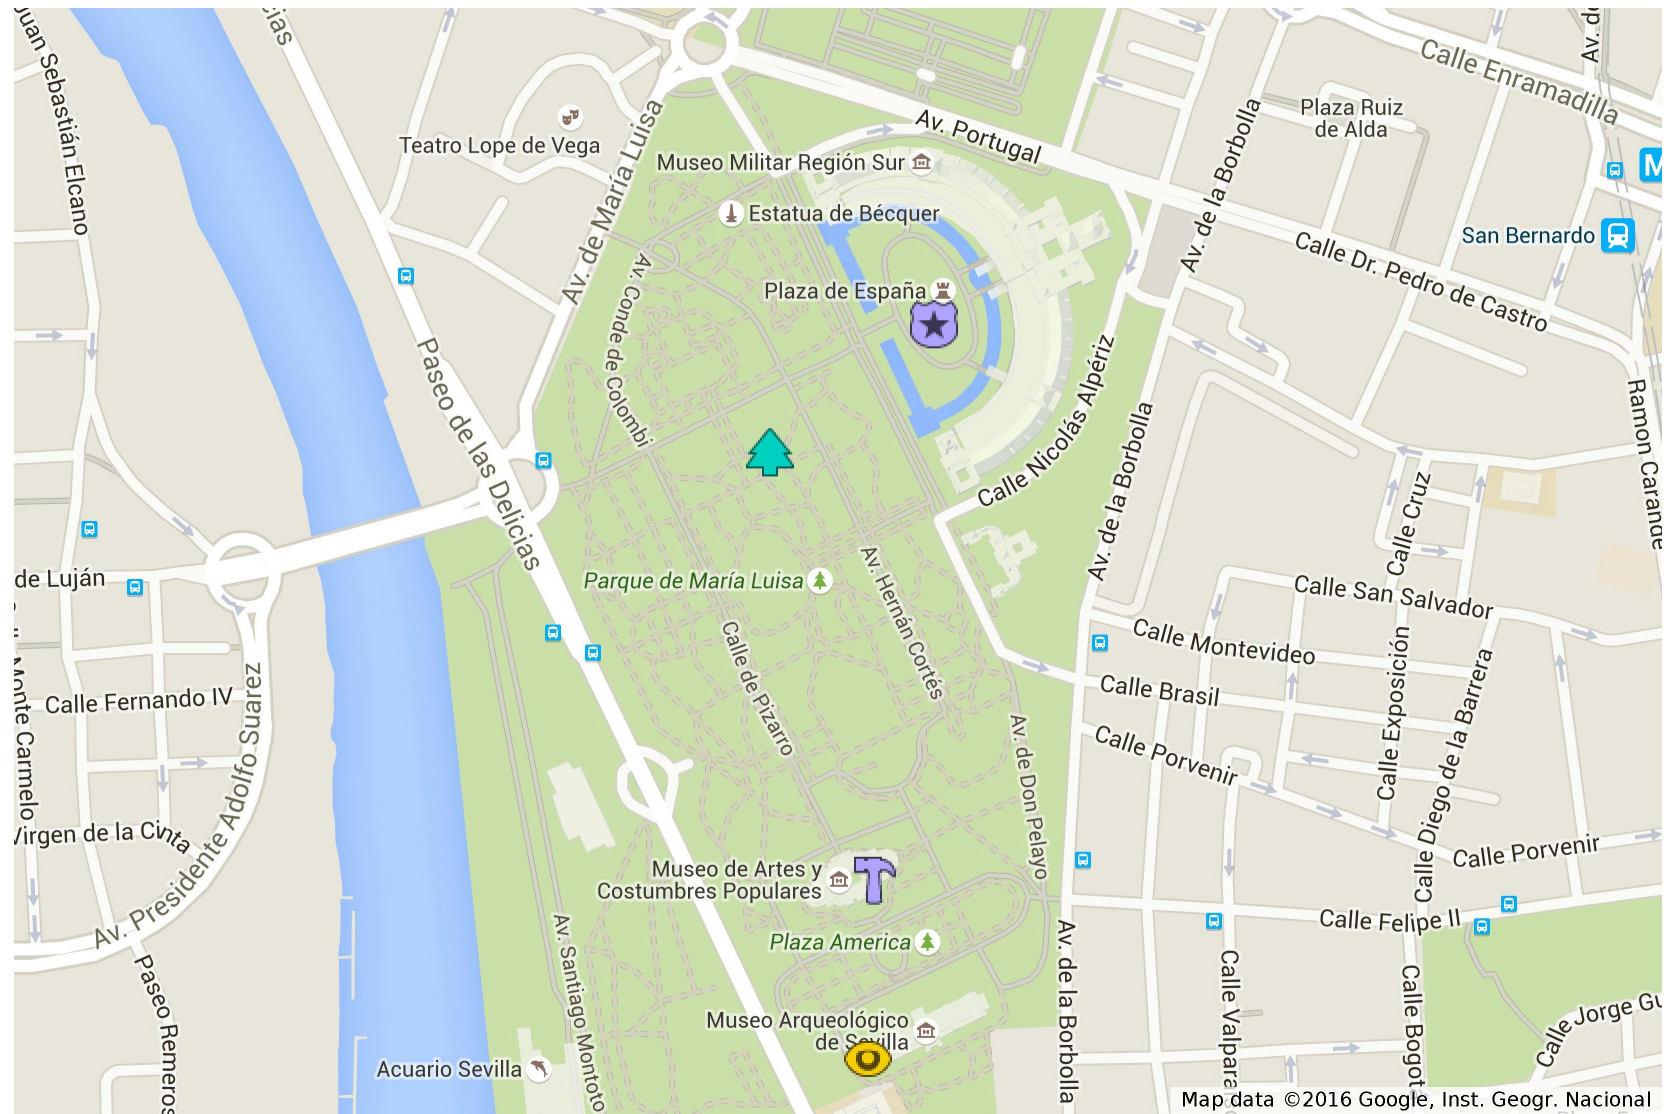 Juan Sebastián Elcano
Av. de
Calle Enramadilla
Plaza Ruiz
de Alda
Teatro Lope de Vega
Av. de María Luisa
Av. Portugal
Museo Militar Región Sur
Av. de la Borbolla
M
Estatua de Bécquer
San Bernardo
Calle Dr. Pedro de Castro
Av. Conde de Colombi
Plaza de España
Paseo de las Delicias
Calle Nicolás Alpériz
Ramon Carande
Av. de la Borbolla
Calle Cruz
de Luján
Parque de María Luisa
Av. Hernán Cortés
Calle San Salvador
Calle Montevideo
Calle de Pizarro
Calle Exposición
Calle Diego de la Barrera
Monte Carmelo
Calle Fernando IV
Calle Brasil
Av. Presidente Adolfo Suarez
Av. de Don Pelayo
Calle Porvenir
Virgen de la Cinta
Calle Porvenir
Museo de Artes y
Costumbres Populares
Calle Felipe II
Plaza America
Paseo Remeros
Av. Santiago Montoto
Av. de la Borbolla
Museo Arqueológico
de Sevilla
Acuario Sevilla
Calle Jorge Gu
Map data ©2016 Google, Inst. Geogr. Nacional